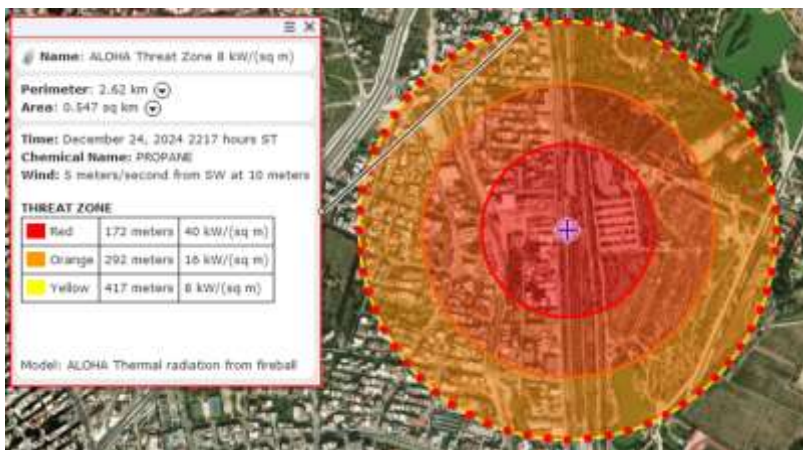 Name: ALOHA Threat Zone 8 kW/(sq m)
Perimeter: 2.62 km
Area: 0.547 sq km
Time: December 24, 2024 2217 hours ST
Chemical Name: PROPANE
Wind: 5 meters/second from SW at 10 meters
THREAT ZONE
Red 172 meters 40 kW/(sq m)
Orange 292 meters 16 kW/(sq m)
Yellow 417 meters 8 kW/(sq m)
Model: ALOHA Thermal radiation from fireball